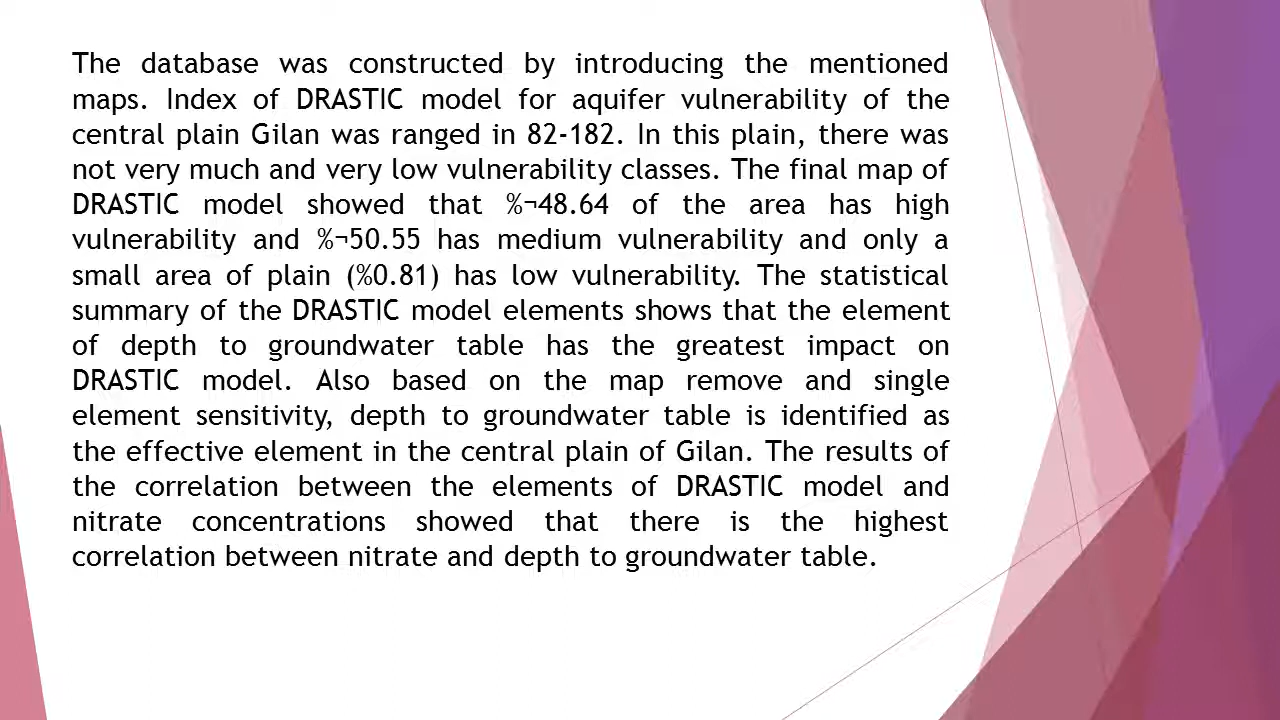 The database was constructed by introducing the mentioned
maps. Index of DRASTIC model for aquifer vulnerability of the
central plain Gilan was ranged in 82-182. In this plain, there was
not very much and very low vulnerability classes. The final map of
DRASTIC model showed that %¬48.64 of the area has high
vulnerability and %¬50.55 has medium vulnerability and only a
small area of plain (%0.81) has low vulnerability. The statistical
summary of the DRASTIC model elements shows that the element
of depth to groundwater table has the greatest impact on
DRASTIC model. Also based on the map remove and single
element sensitivity, depth to groundwater table is identified as
the effective element in the central plain of Gilan. The results of
the correlation between the elements of DRASTIC model and
nitrate concentrations showed that there is the highest
correlation between nitrate and depth to groundwater table.